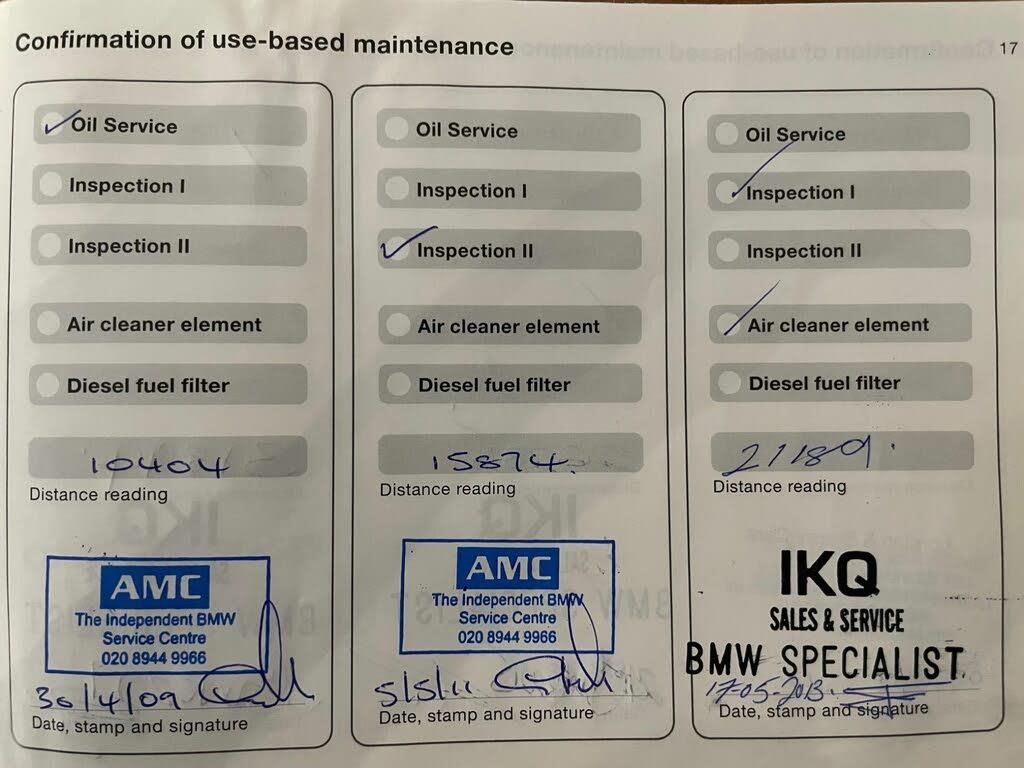 Confirmation of use-based maintenance
17
Oil Service
Inspection I
Inspection II
Air cleaner element
Diesel fuel filter
10404
Distance reading
AMC
The Independent BMW
Service Centre
020 8944 9966
30/4/09
Date, stamp and signature
Oil Service
Inspection I
Inspection II
Air cleaner element
Diesel fuel filter
15874.
Distance reading
AMC
The Independent BMW
Service Centre
020 8944 9966
5/5/11
Date, stamp and signature
Oil Service
Inspection I
Inspection II
Air cleaner element
Diesel fuel filter
21189.
Distance reading
IKQ
SALES & SERVICE
BMW SPECIALIST
17-05-2013.
Date, stamp and signature